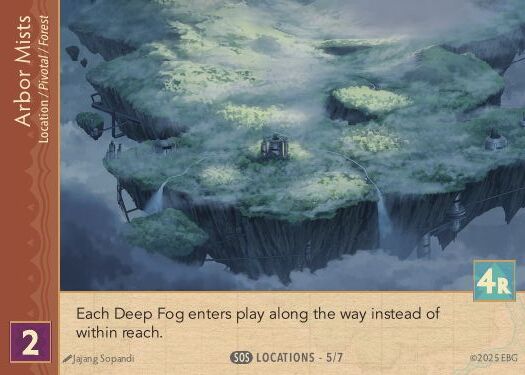 Arbor Mists
Location / Pivotal / Forest
4R
Each Deep Fog enters play along the way instead of
within reach.
2
Jajang Sopandi
SOS LOCATIONS - 5/7
©2025 EBG